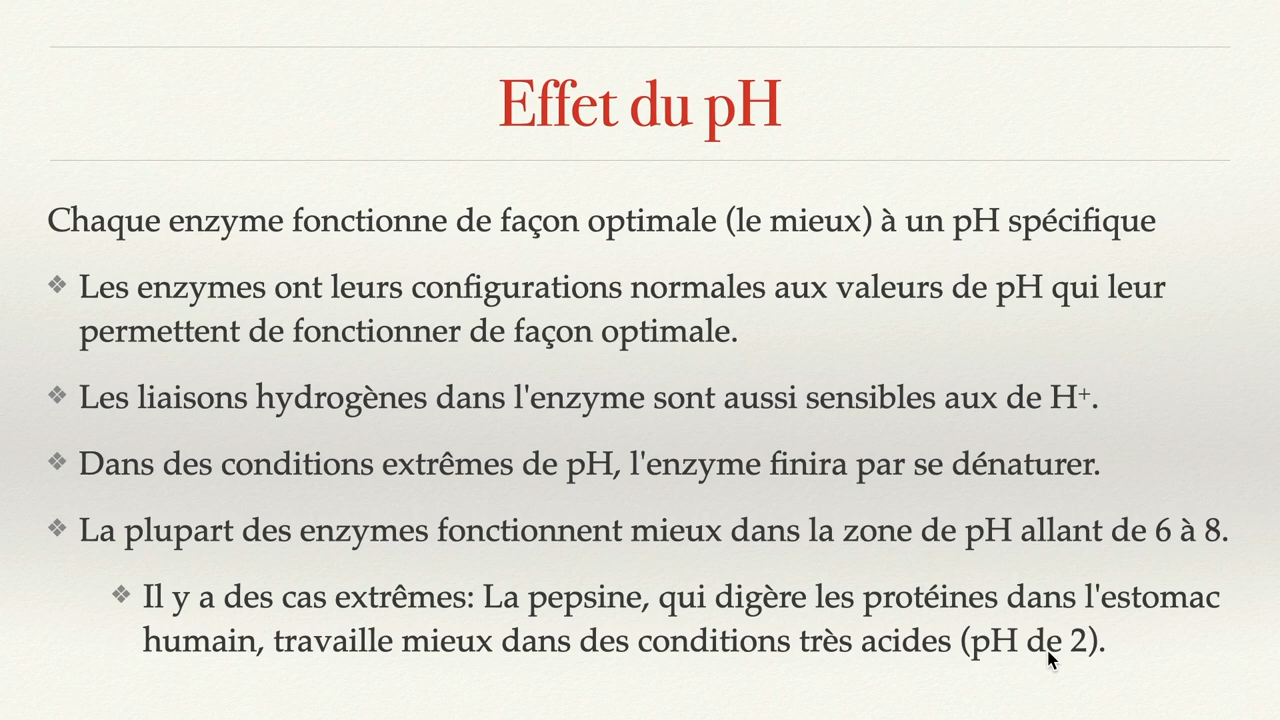 Effet du pH
Chaque enzyme fonctionne de façon optimale (le mieux) à un pH spécifique
❖ Les enzymes ont leurs configurations normales aux valeurs de pH qui leur
permettent de fonctionner de façon optimale.
❖ Les liaisons hydrogènes dans l'enzyme sont aussi sensibles aux de H⁺.
❖ Dans des conditions extrêmes de pH, l'enzyme finira par se dénaturer.
❖ La plupart des enzymes fonctionnent mieux dans la zone de pH allant de 6 à 8.
❖ Il y a des cas extrêmes: La pepsine, qui digère les protéines dans l'estomac
humain, travaille mieux dans des conditions très acides (pH de 2).